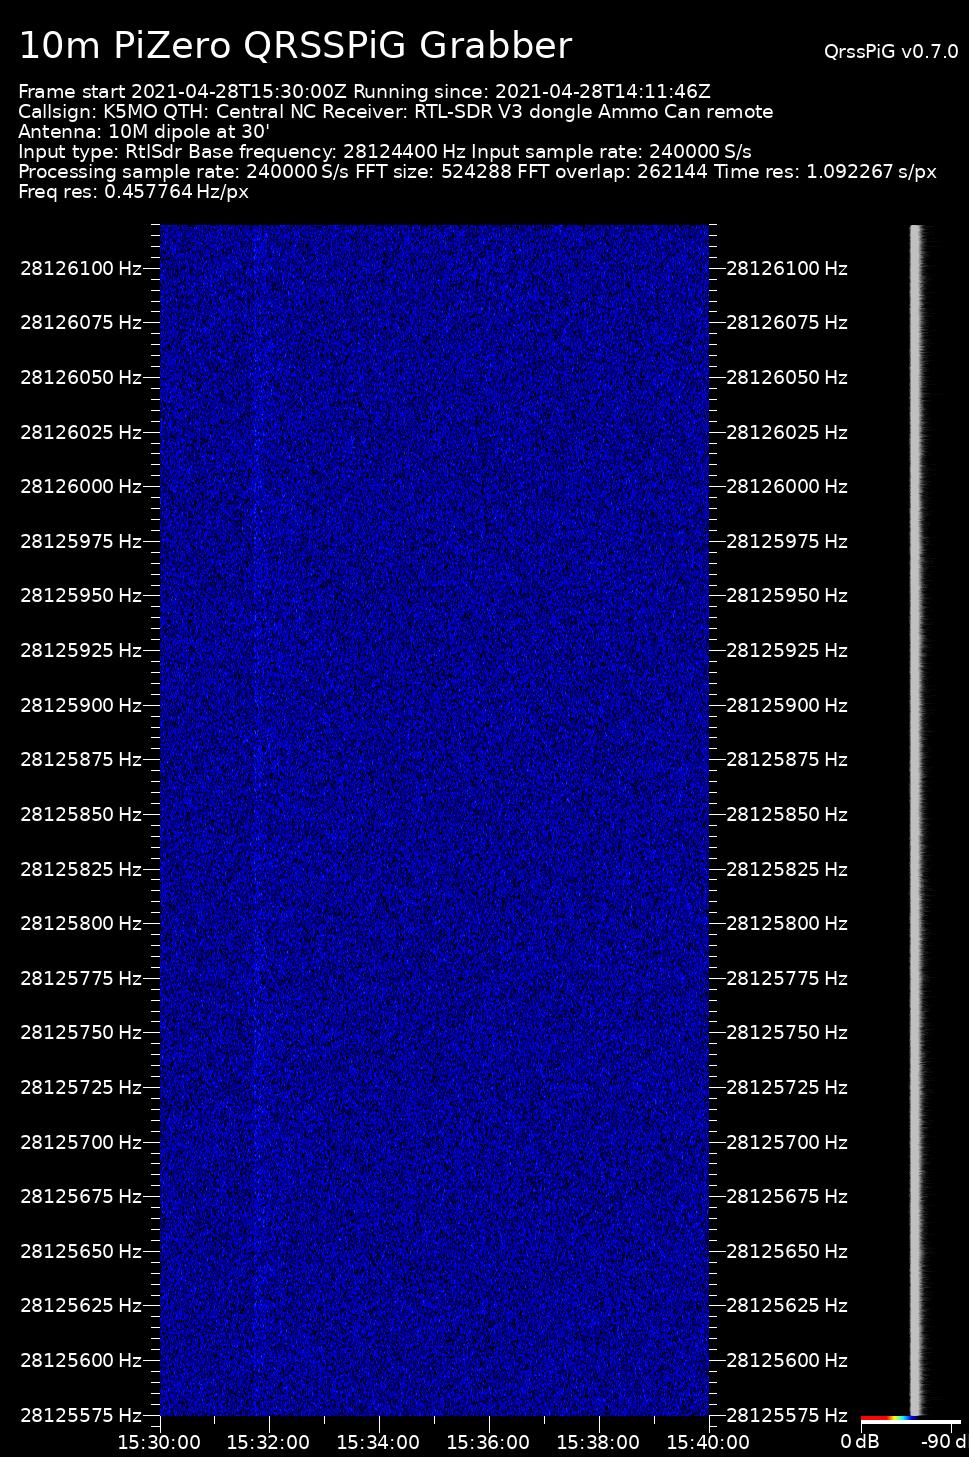 10m PiZero QRSSPiG Grabber
QrssPiG v0.7.0
Frame start 2021-04-28T15:30:00Z Running since: 2021-04-28T14:11:46Z
Callsign: K5MO QTH: Central NC Receiver: RTL-SDR V3 dongle Ammo Can remote
Antenna: 10M dipole at 30'
Input type: RtlSdr Base frequency: 28124400 Hz Input sample rate: 240000 S/s
Processing sample rate: 240000 S/s FFT size: 524288 FFT overlap: 262144 Time res: 1.092267 s/px
Freq res: 0.457764 Hz/px
28126100 Hz 28126100 Hz
28126075 Hz 28126075 Hz
28126050 Hz 28126050 Hz
28126025 Hz 28126025 Hz
28126000 Hz 28126000 Hz
28125975 Hz 28125975 Hz
28125950 Hz 28125950 Hz
28125925 Hz 28125925 Hz
28125900 Hz 28125900 Hz
28125875 Hz 28125875 Hz
28125850 Hz 28125850 Hz
28125825 Hz 28125825 Hz
28125800 Hz 28125800 Hz
28125775 Hz 28125775 Hz
28125750 Hz 28125750 Hz
28125725 Hz 28125725 Hz
28125700 Hz 28125700 Hz
28125675 Hz 28125675 Hz
28125650 Hz 28125650 Hz
28125625 Hz 28125625 Hz
28125600 Hz 28125600 Hz
28125575 Hz 28125575 Hz
15:30:00 15:32:00 15:34:00 15:36:00 15:38:00 15:40:00 0 dB -90 d